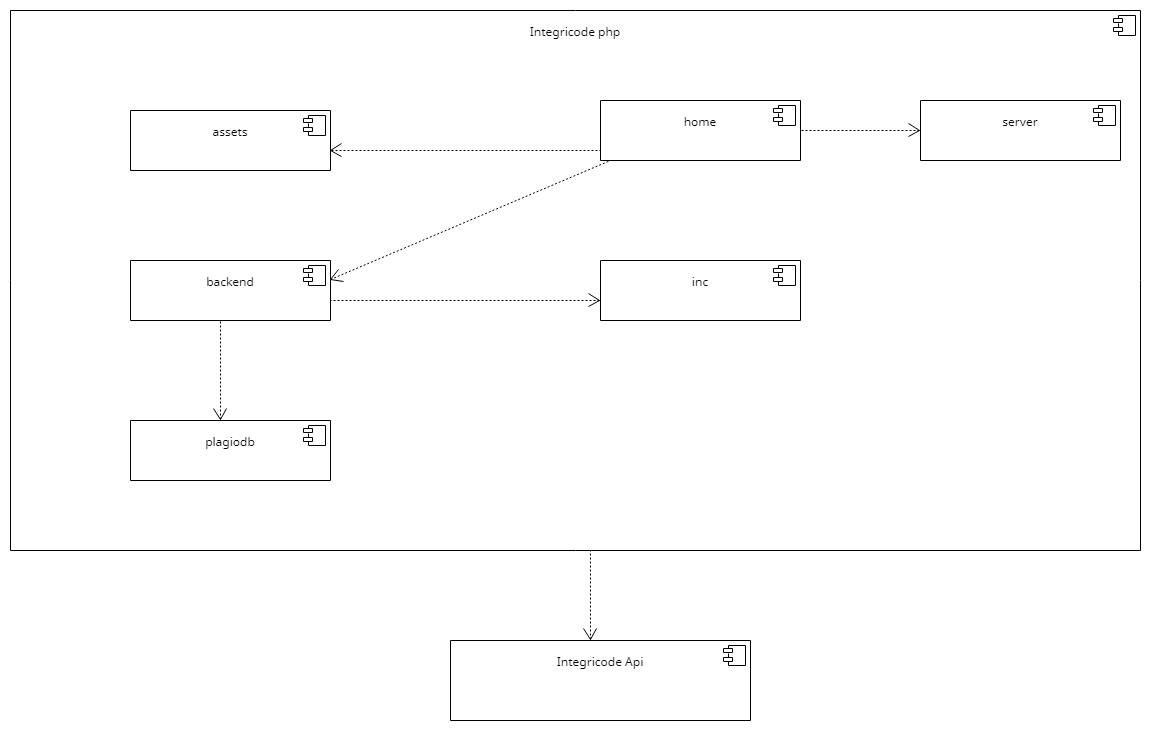 Integricode php
assets
home
server
backend
inc
plagiodb
Integricode Api